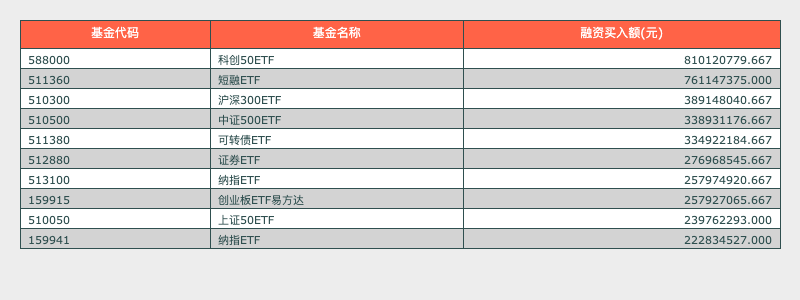 基金代码 基金名称 融资买入额(元)
588000 科创50ETF 810120779.667
511360 短融ETF 761147375.000
510300 沪深300ETF 389148040.667
510500 中证500ETF 338931176.667
511380 可转债ETF 334922184.667
512880 证券ETF 276968545.667
513100 纳指ETF 257974920.667
159915 创业板ETF易方达 257927065.667
510050 上证50ETF 239762293.000
159941 纳指ETF 222834527.000